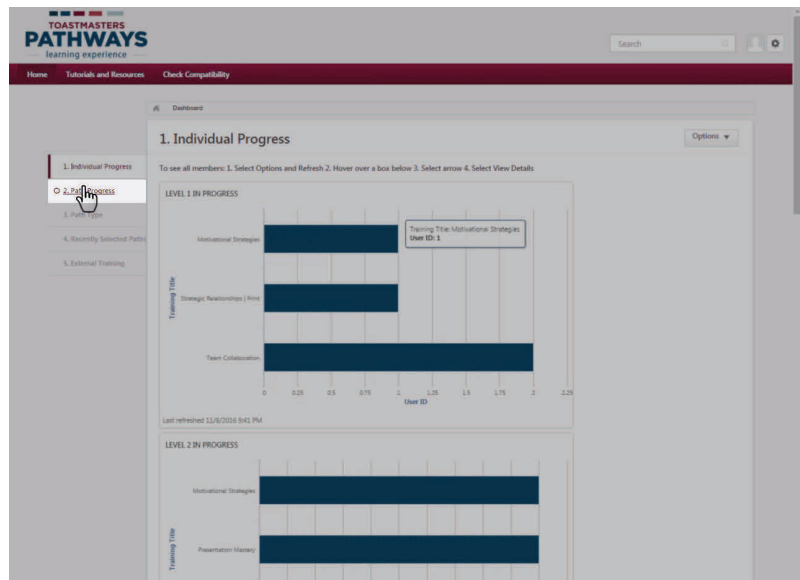 TOASTMASTERS
PATHWAYS
learning experience
Search
Home Tutorials and Resources Check Compatibility
Dashboard
1. Individual Progress
Options
1. Individual Progress
2. Path Progress
3. Path Type
4. Recently Selected Paths
5. External Training
To see all members: 1. Select Options and Refresh 2. Hover over a box below 3. Select arrow 4. Select View Details
LEVEL 1 IN PROGRESS
Training Title: Motivational Strategies
User ID: 1
Motivational Strategies
Strategic Relationships | Print
Team Collaboration
Training Title
0 0.25 0.5 0.75 1 1.25 1.5 1.75 2 2.25
User ID
Last refreshed 11/8/2016 9:41 PM
LEVEL 2 IN PROGRESS
Motivational Strategies
Presentation Mastery
Training Title